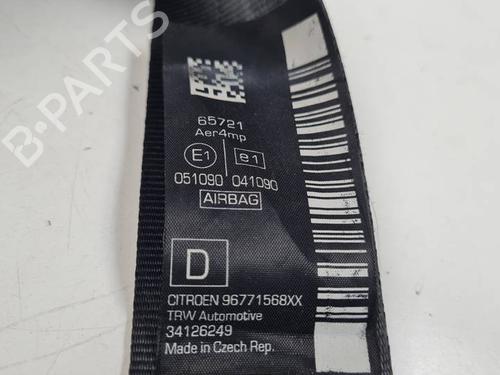 B-PARTS
65721
Aer4mp
E1 e1
051090 041090
AIRBAG
D
CITROEN 96771568XX
TRW Automotive
34126249
Made in Czech Rep.